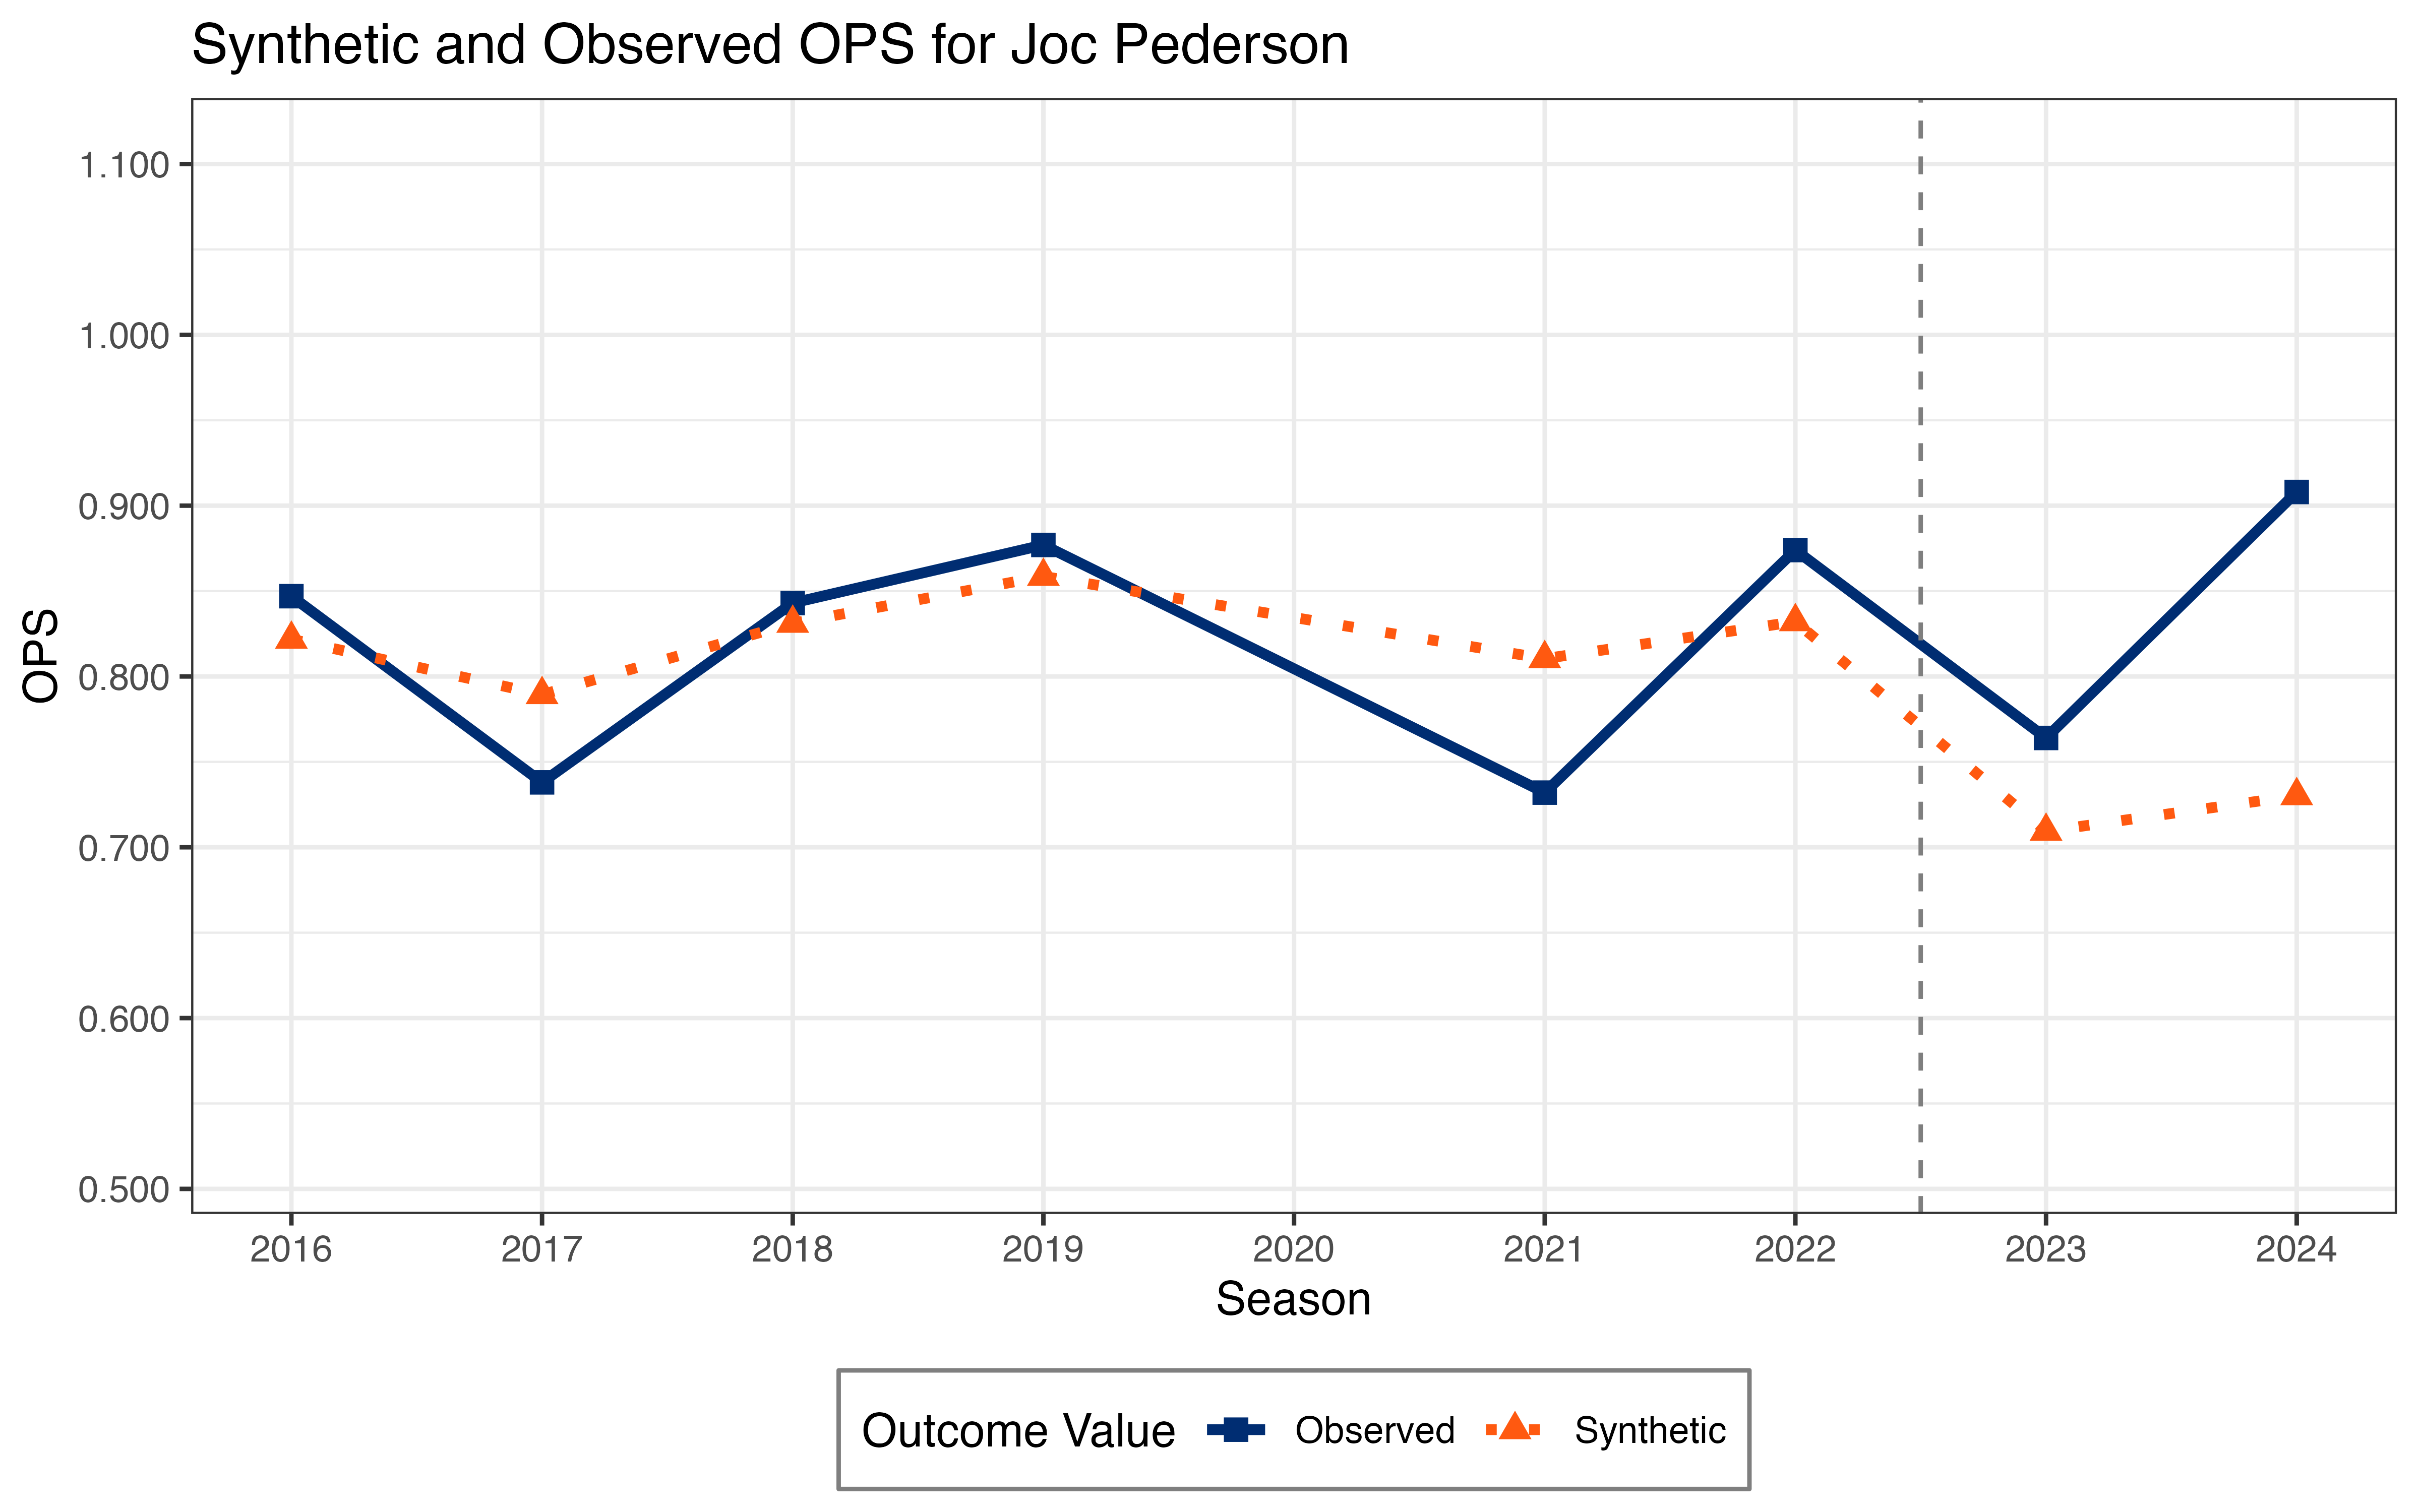 Synthetic and Observed OPS for Joc Pederson
1.100
1.000
0.900
0.800
0.700
0.600
0.500
OPS
2016 2017 2018 2019 2020 2021 2022 2023 2024
Season
Outcome Value Observed Synthetic